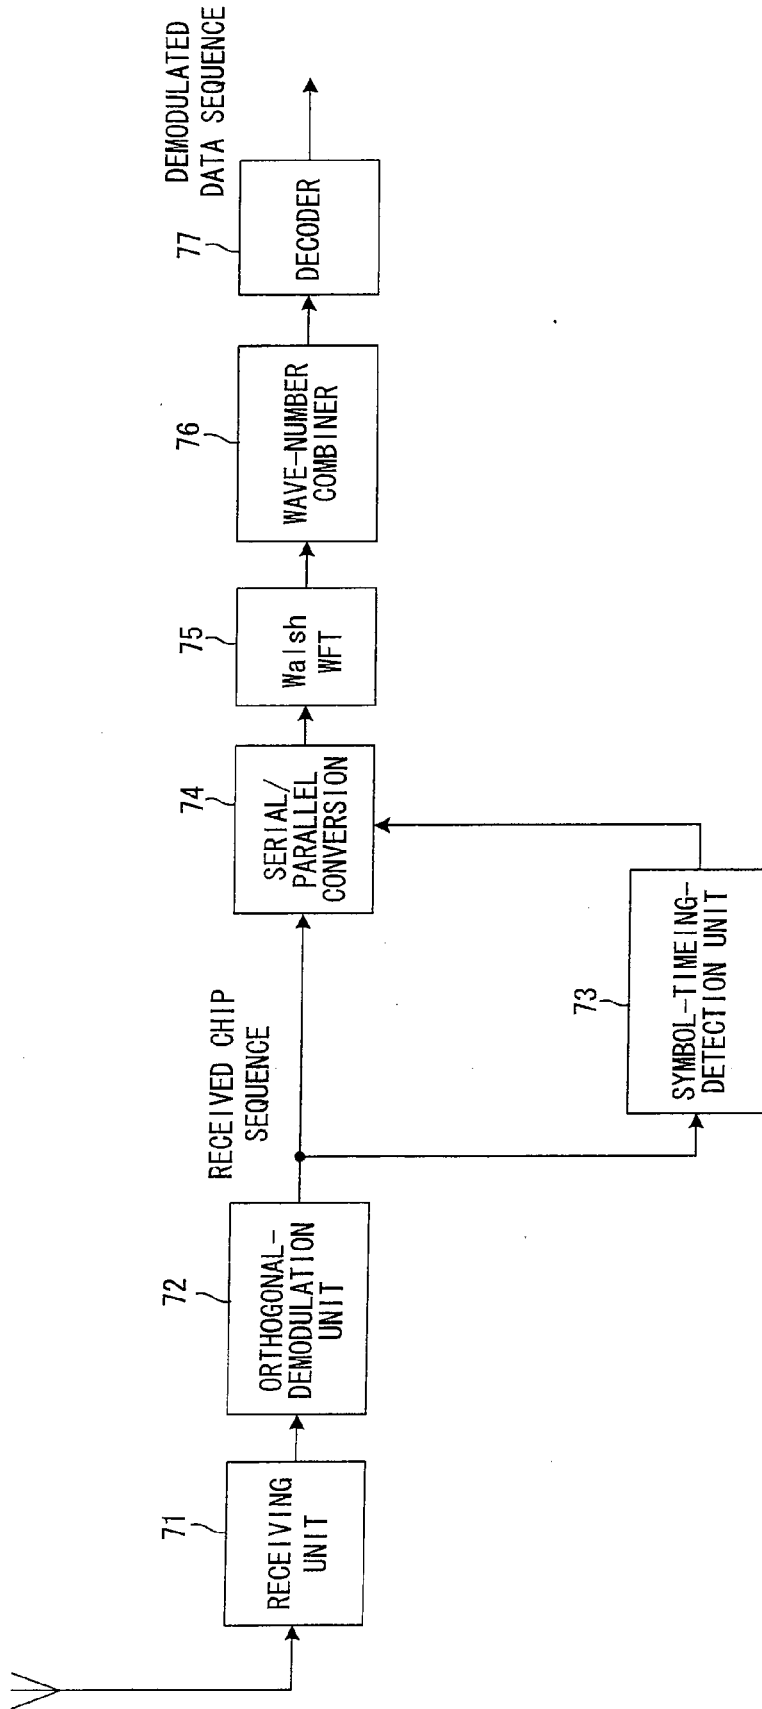 71
RECEIVING
UNIT
72
ORTHOGONAL-
DEMODULATION
UNIT
RECEIVED CHIP
SEQUENCE
73
SYMBOL-TIMEING-
DETECTION UNIT
74
SERIAL/
PARALLEL
CONVERSION
75
Walsh
WFT
76
WAVE-NUMBER
COMBINER
77
DECODER
DEMODULATED
DATA SEQUENCE